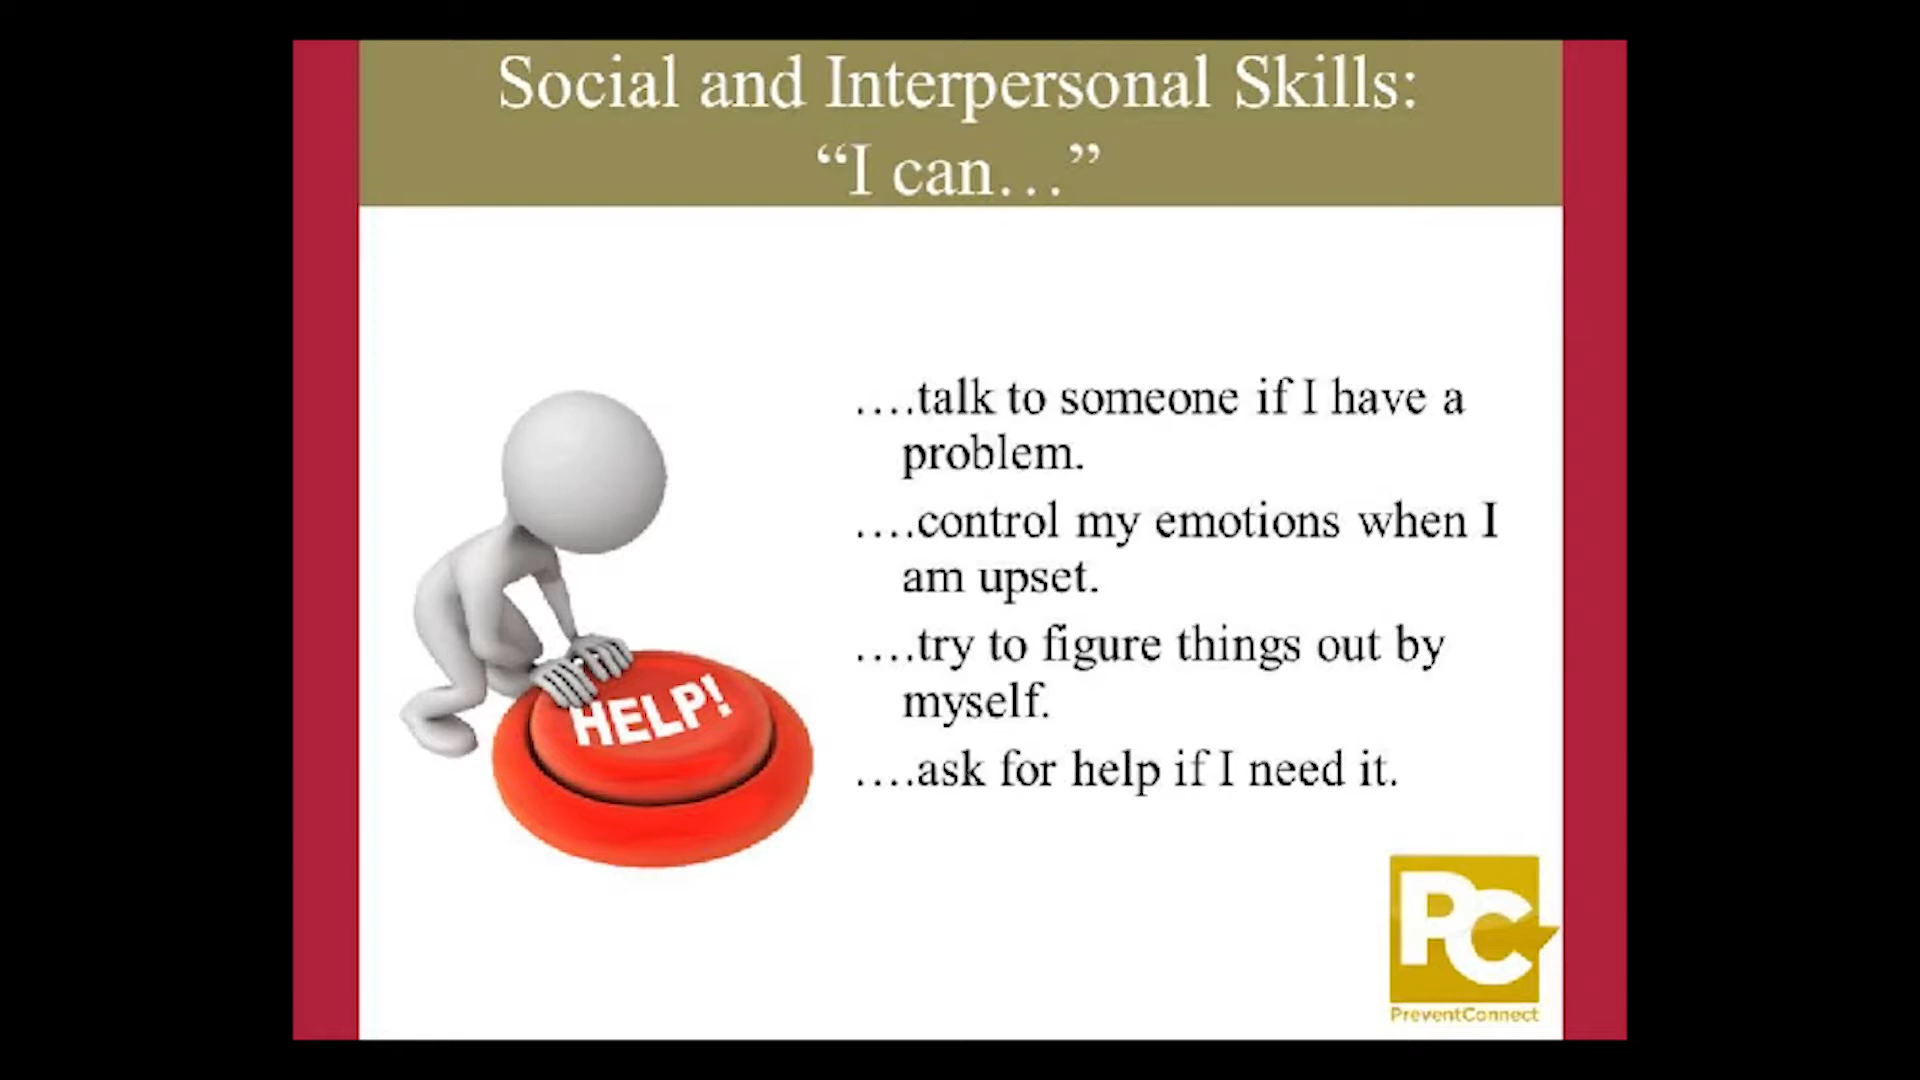 Social and Interpersonal Skills:
“I can…”
….talk to someone if I have a
problem.
….control my emotions when I
am upset.
….try to figure things out by
myself.
….ask for help if I need it.
HELP!
PC
PreventConnect